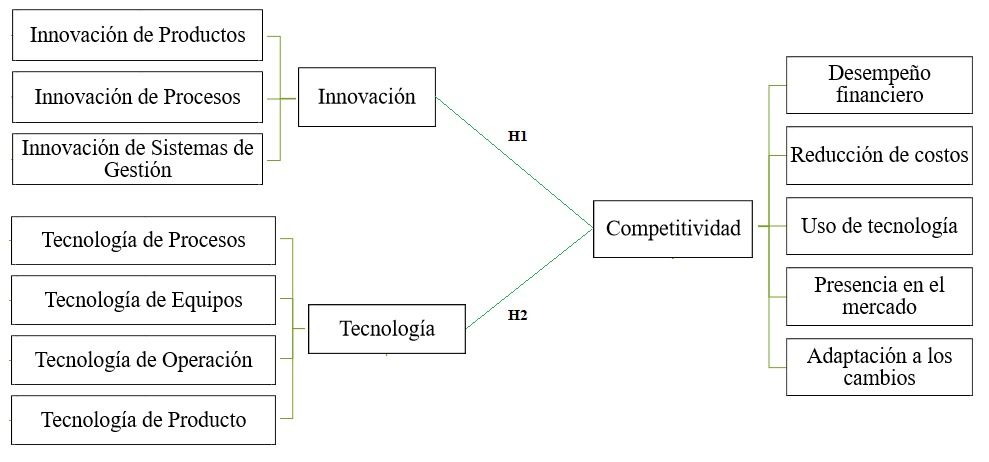 Innovación de Productos
Innovación de Procesos
Innovación de Sistemas de
Gestión
Innovación
Tecnología de Procesos
Tecnología de Equipos
Tecnología de Operación
Tecnología de Producto
Tecnología
H1
H2
Competitividad
Desempeño
financiero
Reducción de costos
Uso de tecnología
Presencia en el
mercado
Adaptación a los
cambios